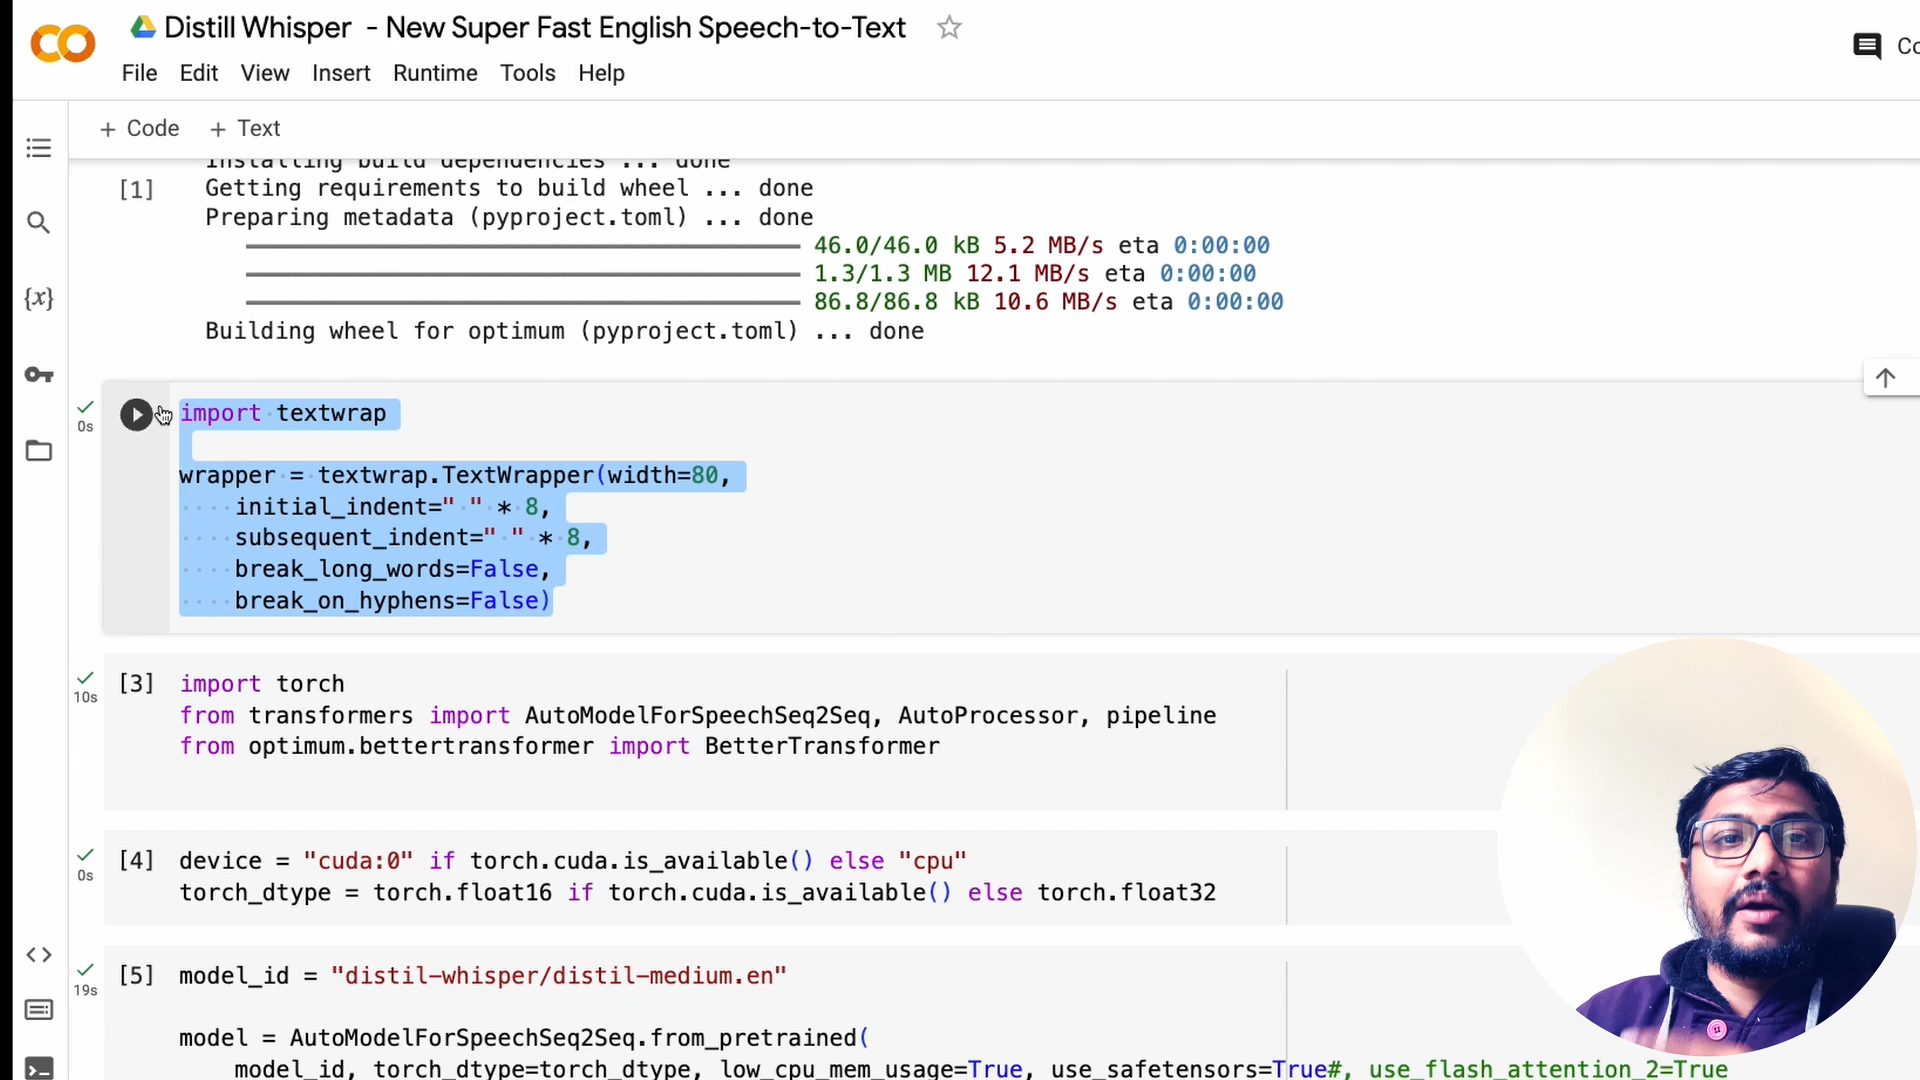 Distill Whisper - New Super Fast English Speech-to-Text
Co
File Edit View Insert Runtime Tools Help
+ Code + Text
Installing build dependencies ... done
[1] Getting requirements to build wheel ... done
Preparing metadata (pyproject.toml) ... done
46.0/46.0 kB 5.2 MB/s eta 0:00:00
1.3/1.3 MB 12.1 MB/s eta 0:00:00
86.8/86.8 kB 10.6 MB/s eta 0:00:00
Building wheel for optimum (pyproject.toml) ... done
import textwrap
0s
wrapper = textwrap.TextWrapper(width=80,
initial_indent=" " * 8,
subsequent_indent=" " * 8,
break_long_words=False,
break_on_hyphens=False)
[3] import torch
10s
from transformers import AutoModelForSpeechSeq2Seq, AutoProcessor, pipeline
from optimum.bettertransformer import BetterTransformer
[4] device = "cuda:0" if torch.cuda.is_available() else "cpu"
0s
torch_dtype = torch.float16 if torch.cuda.is_available() else torch.float32
[5] model_id = "distil-whisper/distil-medium.en"
19s
model = AutoModelForSpeechSeq2Seq.from_pretrained(
model_id, torch_dtype=torch_dtype, low_cpu_mem_usage=True, use_safetensors=True#, use_flash_attention_2=True